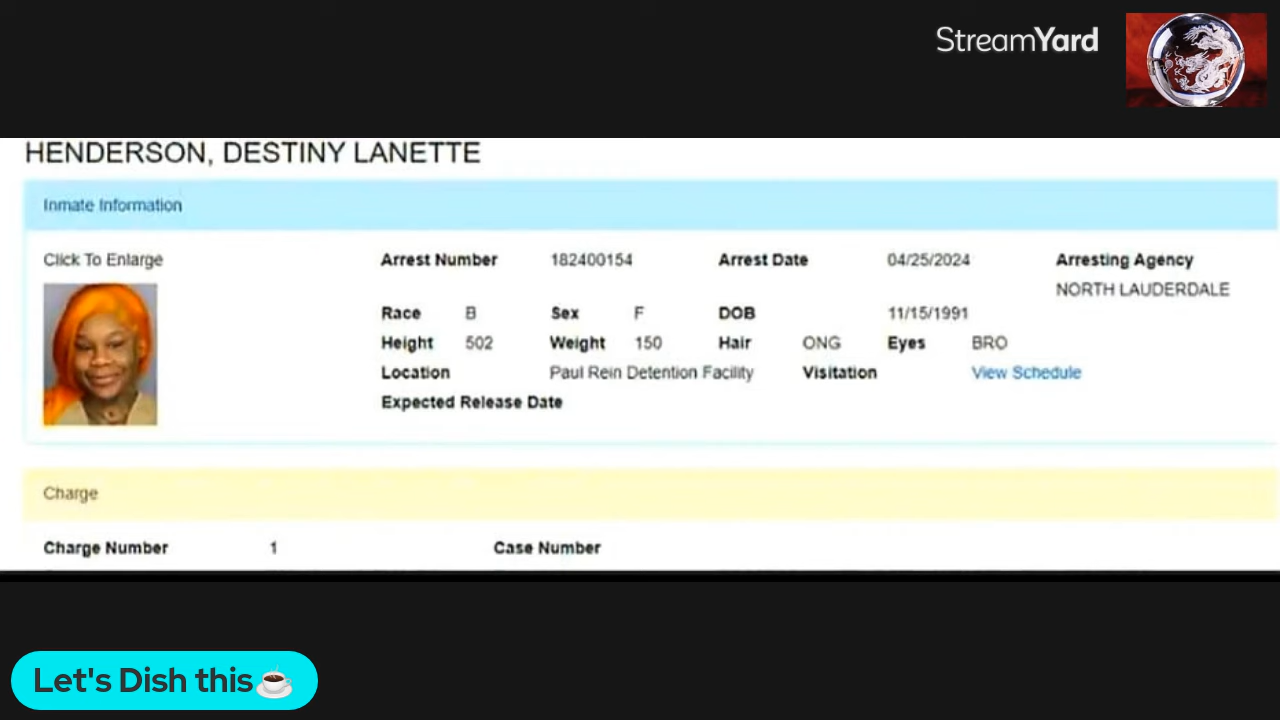 StreamYard
HENDERSON, DESTINY LANETTE
Inmate Information
Click To Enlarge
Arrest Number 182400154 Arrest Date 04/25/2024 Arresting Agency
NORTH LAUDERDALE
Race B Sex F DOB 11/15/1991
Height 502 Weight 150 Hair ONG Eyes BRO
Location Paul Rein Detention Facility Visitation View Schedule
Expected Release Date
Charge
Charge Number 1 Case Number
Let's Dish this